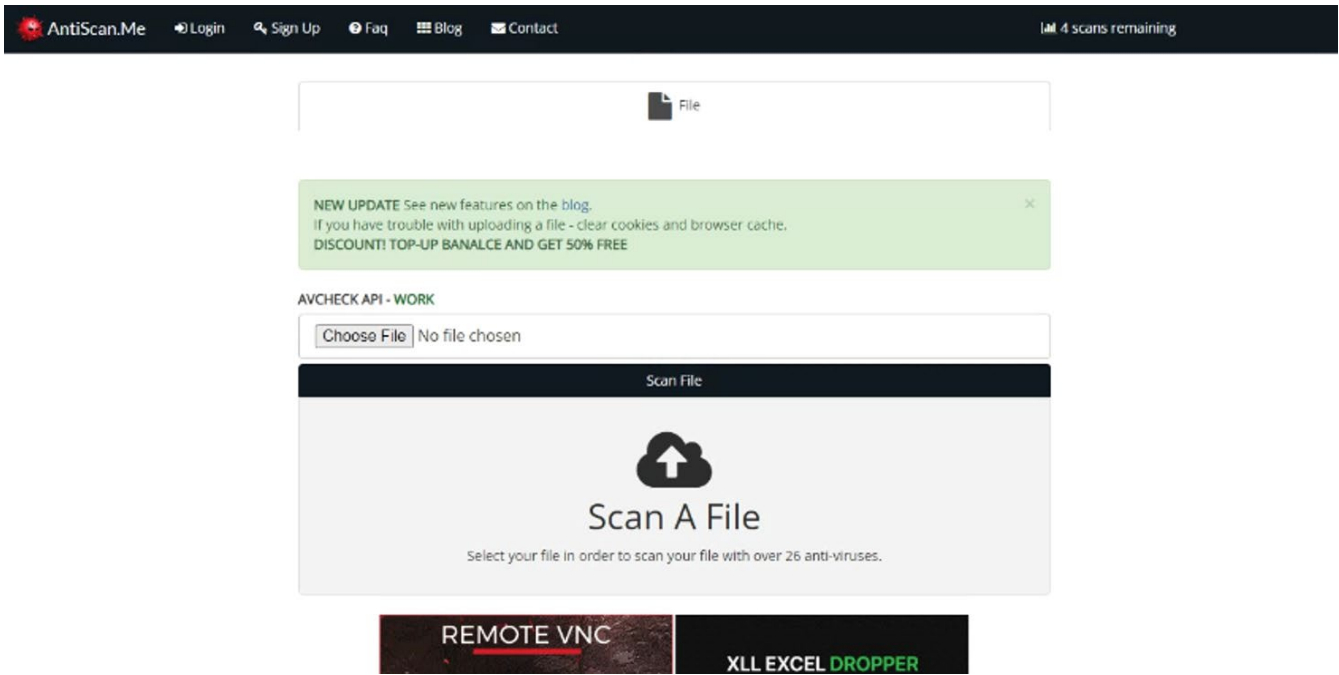 AntiScan.Me Login Sign Up Faq Blog Contact 4 scans remaining
File
NEW UPDATE See new features on the blog.
If you have trouble with uploading a file - clear cookies and browser cache.
DISCOUNT! TOP-UP BANALCE AND GET 50% FREE
×
AVCHECK API - WORK
Choose File No file chosen
Scan File
Scan A File
Select your file in order to scan your file with over 26 anti-viruses.
REMOTE VNC
XLL EXCEL DROPPER